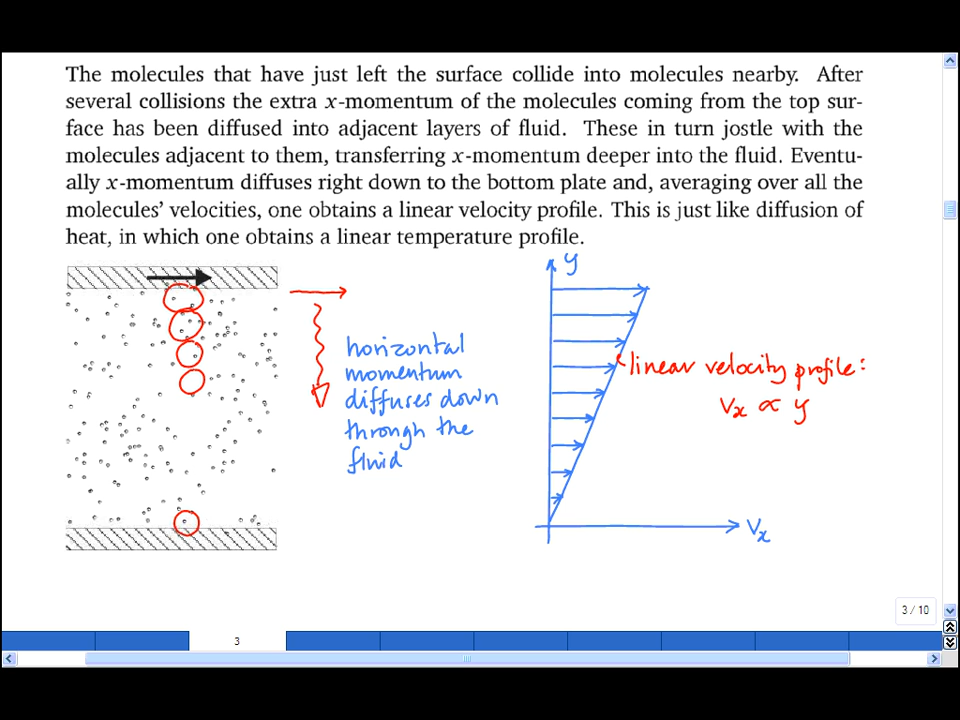 The molecules that have just left the surface collide into molecules nearby. After
several collisions the extra x-momentum of the molecules coming from the top sur-
face has been diffused into adjacent layers of fluid. These in turn jostle with the
molecules adjacent to them, transferring x-momentum deeper into the fluid. Eventu-
ally x-momentum diffuses right down to the bottom plate and, averaging over all the
molecules' velocities, one obtains a linear velocity profile. This is just like diffusion of
heat, in which one obtains a linear temperature profile.
y
horizontal
momentum
diffuses down
through the
fluid
linear velocity profile:
Vx ∝ y
Vx
3 / 10
3